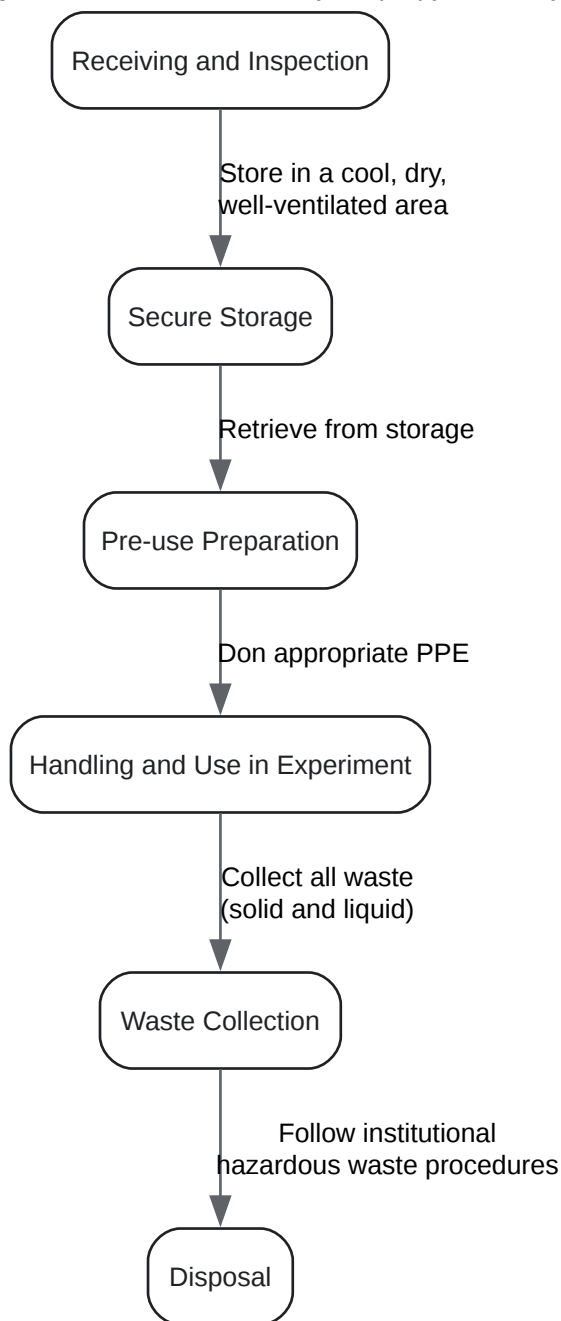 Receiving and Inspection
Store in a cool, dry,
well-ventilated area
Secure Storage
Retrieve from storage
Pre-use Preparation
Don appropriate PPE
Handling and Use in Experiment
Collect all waste
(solid and liquid)
Waste Collection
Follow institutional
hazardous waste procedures
Disposal